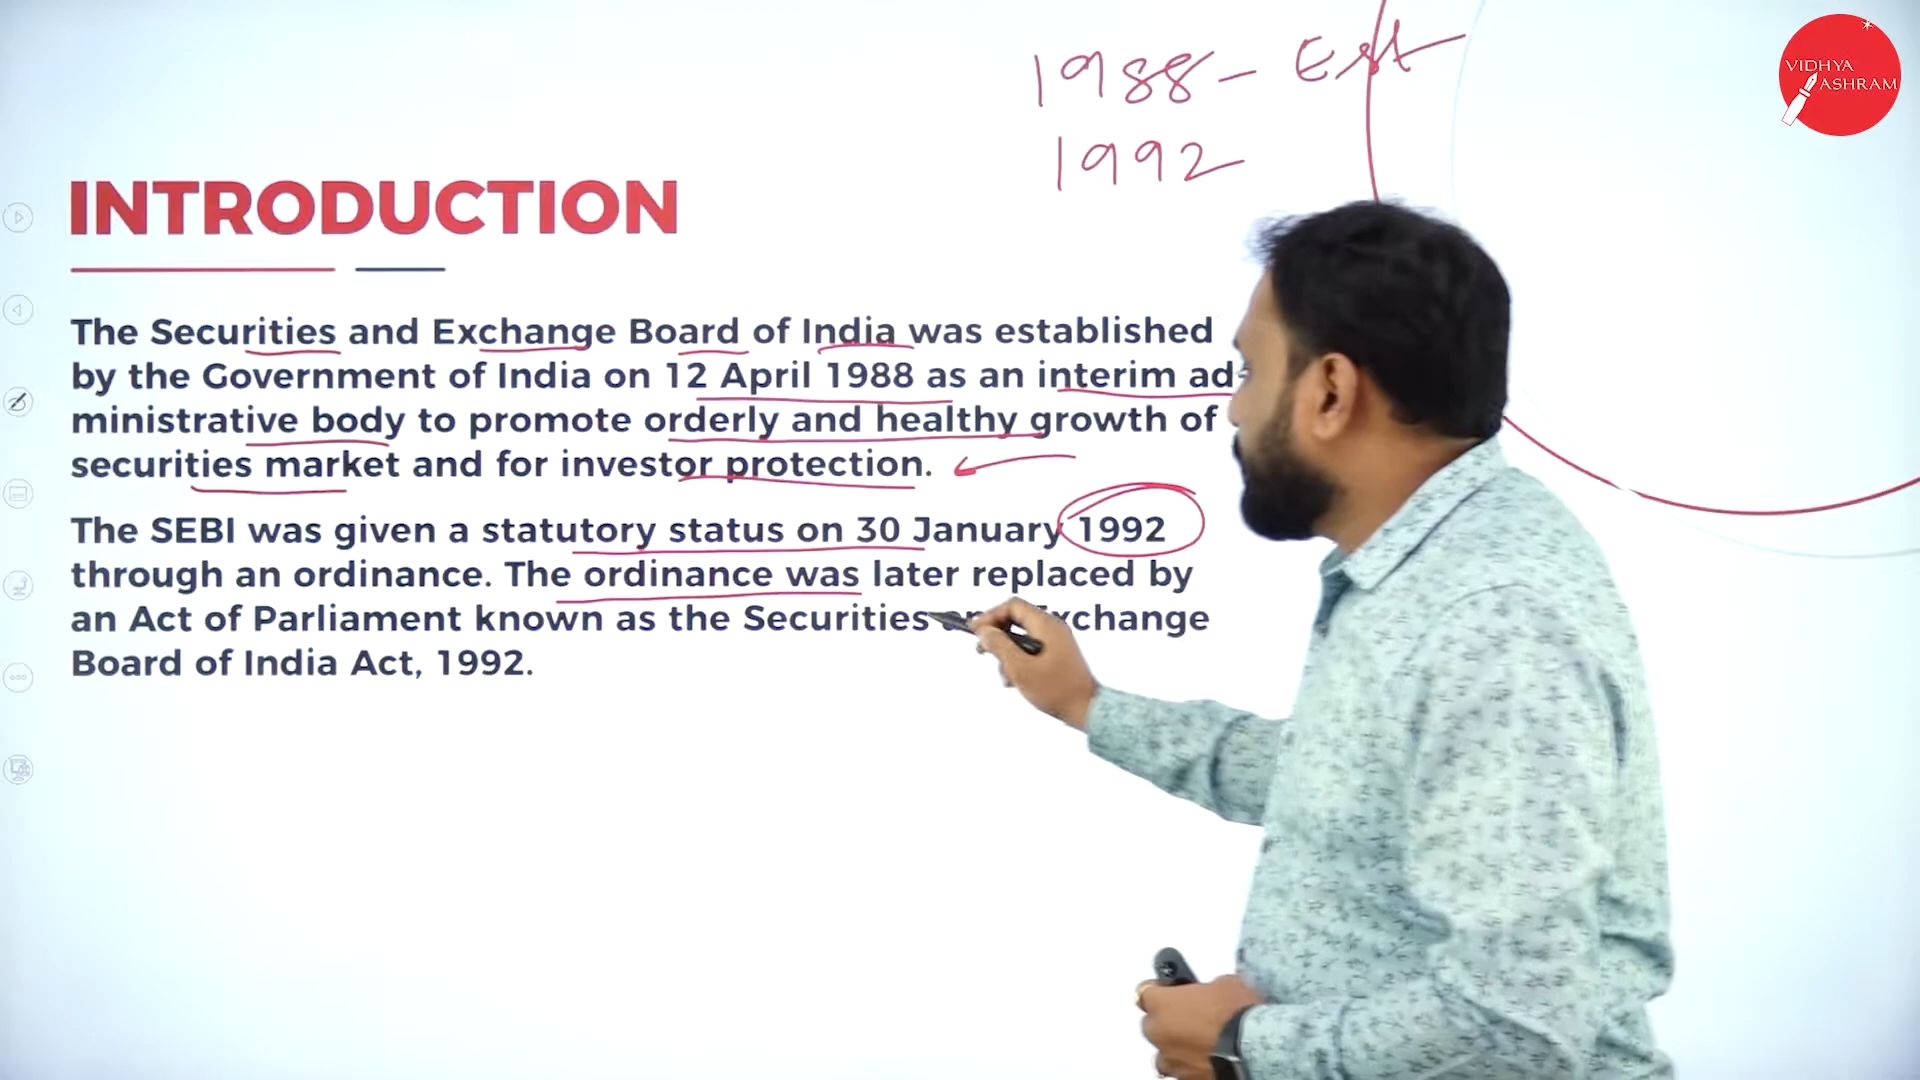 1988 - Est
1992
VIDHYA
ASHRAM
INTRODUCTION
The Securities and Exchange Board of India was established
by the Government of India on 12 April 1988 as an interim ad
ministrative body to promote orderly and healthy growth of
securities market and for investor protection.
The SEBI was given a statutory status on 30 January 1992
through an ordinance. The ordinance was later replaced by
an Act of Parliament known as the Securities and Exchange
Board of India Act, 1992.